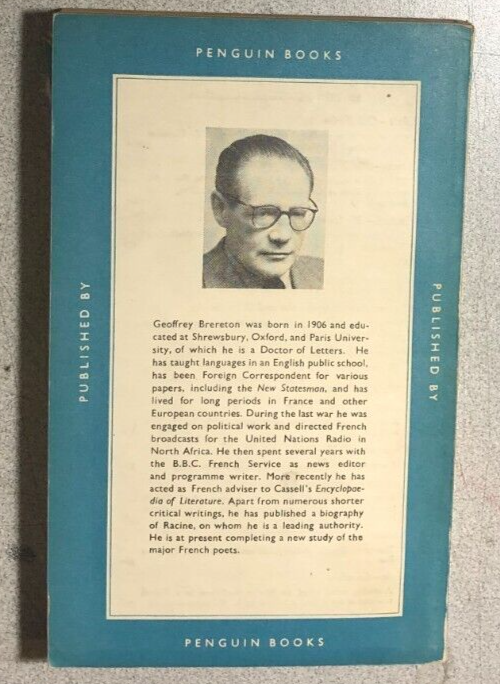 PENGUIN BOOKS
PUBLISHED BY
PUBLISHED BY
Geoffrey Brereton was born in 1906 and edu-
cated at Shrewsbury, Oxford, and Paris Univer-
sity, of which he is a Doctor of Letters. He
has taught languages in an English public school,
has been Foreign Correspondent for various
papers, including the New Statesman, and has
lived for long periods in France and other
European countries. During the last war he was
engaged on political work and directed French
broadcasts for the United Nations Radio in
North Africa. He then spent several years with
the B.B.C. French Service as news editor
and programme writer. More recently he has
acted as French adviser to Cassell's Encyclopae-
dia of Literature. Apart from numerous shorter
critical writings, he has published a biography
of Racine, on whom he is a leading authority.
He is at present completing a new study of the
major French poets.
PENGUIN BOOKS